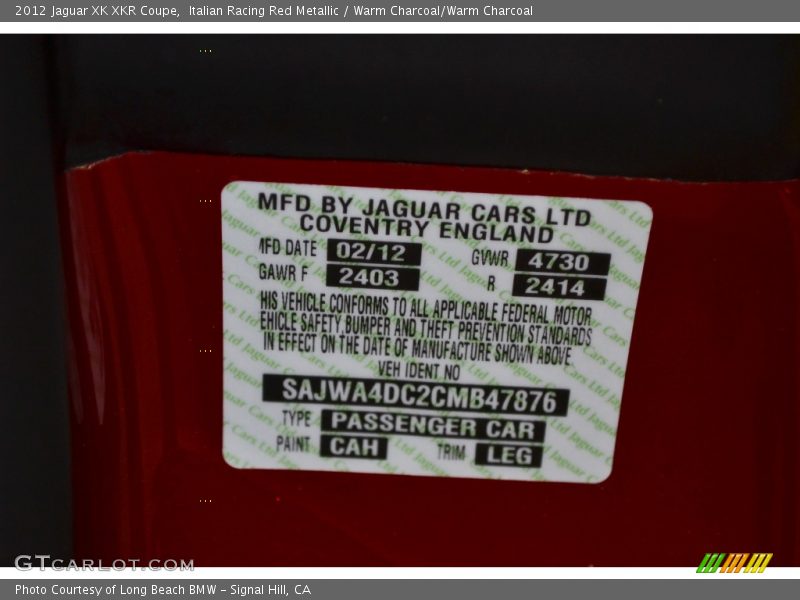 2012 Jaguar XK XKR Coupe,  Italian Racing Red Metallic / Warm Charcoal/Warm Charcoal
MFD BY JAGUAR CARS LTD
COVENTRY ENGLAND
MFD DATE 02/12 GVWR 4730
GAWR F 2403 R 2414
HIS VEHICLE CONFORMS TO ALL APPLICABLE FEDERAL MOTOR
EHICLE SAFETY, BUMPER AND THEFT PREVENTION STANDARDS
IN EFFECT ON THE DATE OF MANUFACTURE SHOWN ABOVE
VEH IDENT NO
SAJWA4DC2CMB47876
TYPE PASSENGER CAR
PAINT CAH TRIM LEG
GTCARLOT.COM
Photo Courtesy of Long Beach BMW - Signal Hill, CA